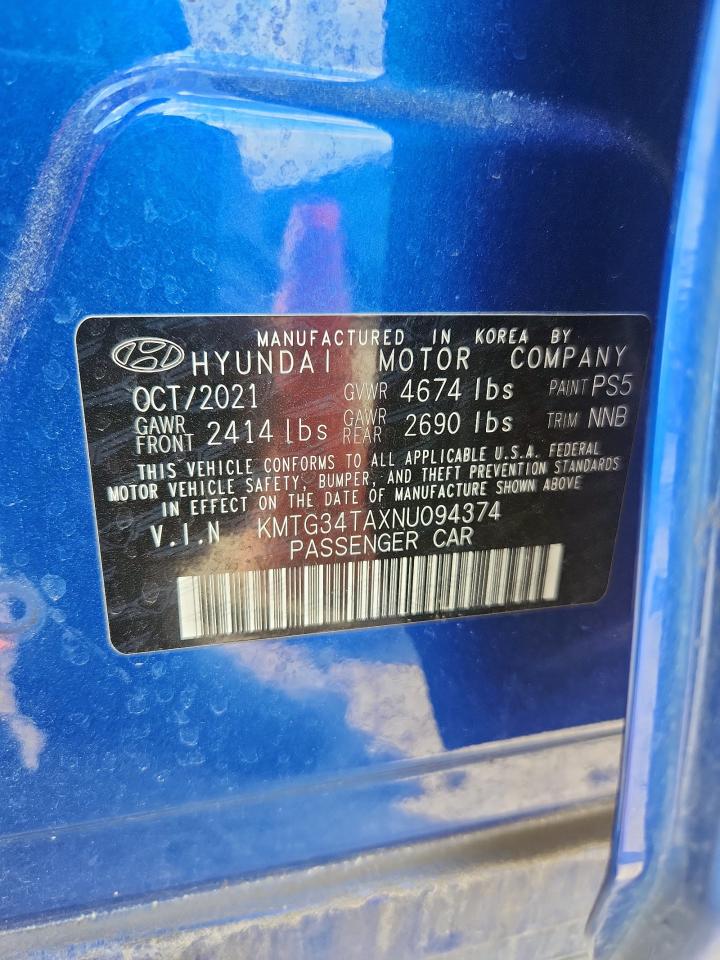 MANUFACTURED IN KOREA BY
HYUNDAI MOTOR COMPANY
OCT/2021 GVWR 4674 lbs PAINT PS5
GAWR FRONT 2414 lbs GAWR REAR 2690 lbs TRIM NNB
THIS VEHICLE CONFORMS TO ALL APPLICABLE U.S.A. FEDERAL
MOTOR VEHICLE SAFETY, BUMPER, AND THEFT PREVENTION STANDARDS
IN EFFECT ON THE DATE OF MANUFACTURE SHOWN ABOVE
V.I.N KMTG34TAXNU094374
PASSENGER CAR